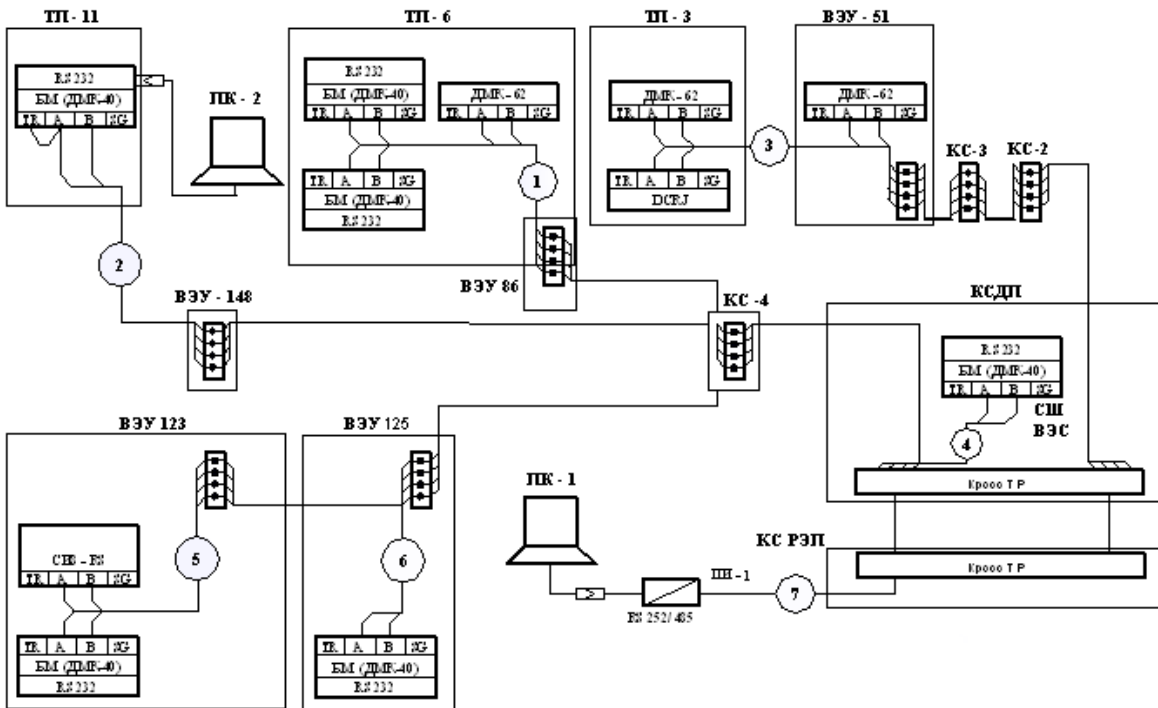 ТП - 11
ТП - 6
ТП - 3
ВЭУ - 51
RS 232
БМ (ДМК-40)
TR A B SG
ПК - 2
RS 232
БМ (ДМК-40)
TR A B SG
ДМК - 62
TR A B SG
TR A B SG
БМ (ДМК-40)
RS 232
1
ДМК - 62
TR A B SG
TR A B SG
DCRJ
3
ДМК - 62
TR A B SG
КС-3
КС-2
2
ВЭУ 86
ВЭУ - 148
КС -4
КСДП
RS 232
БМ (ДМК-40)
TR A B SG
СШ
ВЭС
4
Кросс Т Р
ВЭУ 123
ВЭУ 125
5
TR A B SG
TR A B SG
БМ (ДМК-40)
RS 232
6
TR A B SG
БМ (ДМК-40)
RS 232
ПК - 1
RS 252/ 485
ПИ -1
7
КС РЭП
Кросс Т Р